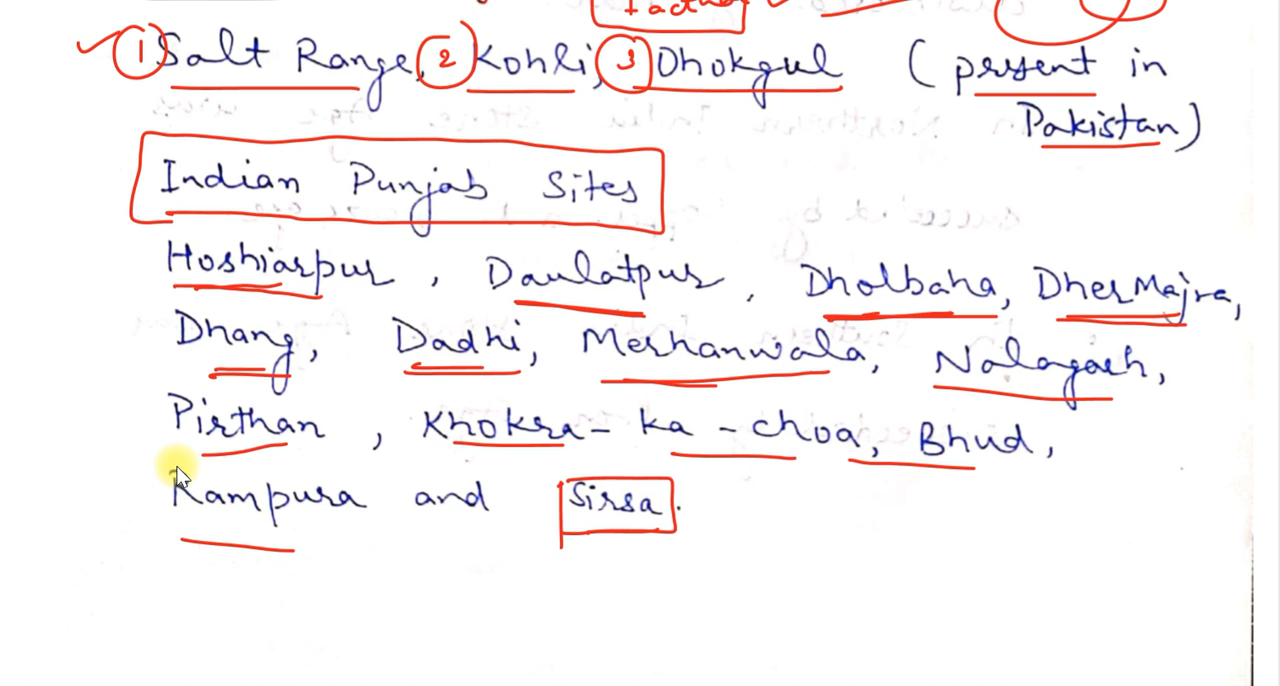 factu
① Salt Range, ② Kohli, ③ Dhokgul (present in
Pakistan)
Indian Punjab Sites
Hoshiarpur, Daulatpur, Dholbaha, DherMajra,
Dhang, Dadhi, Merhanwala, Nalagarh,
Pirthan, Khokra-ka-choa, Bhud,
Rampura and Sirsa.